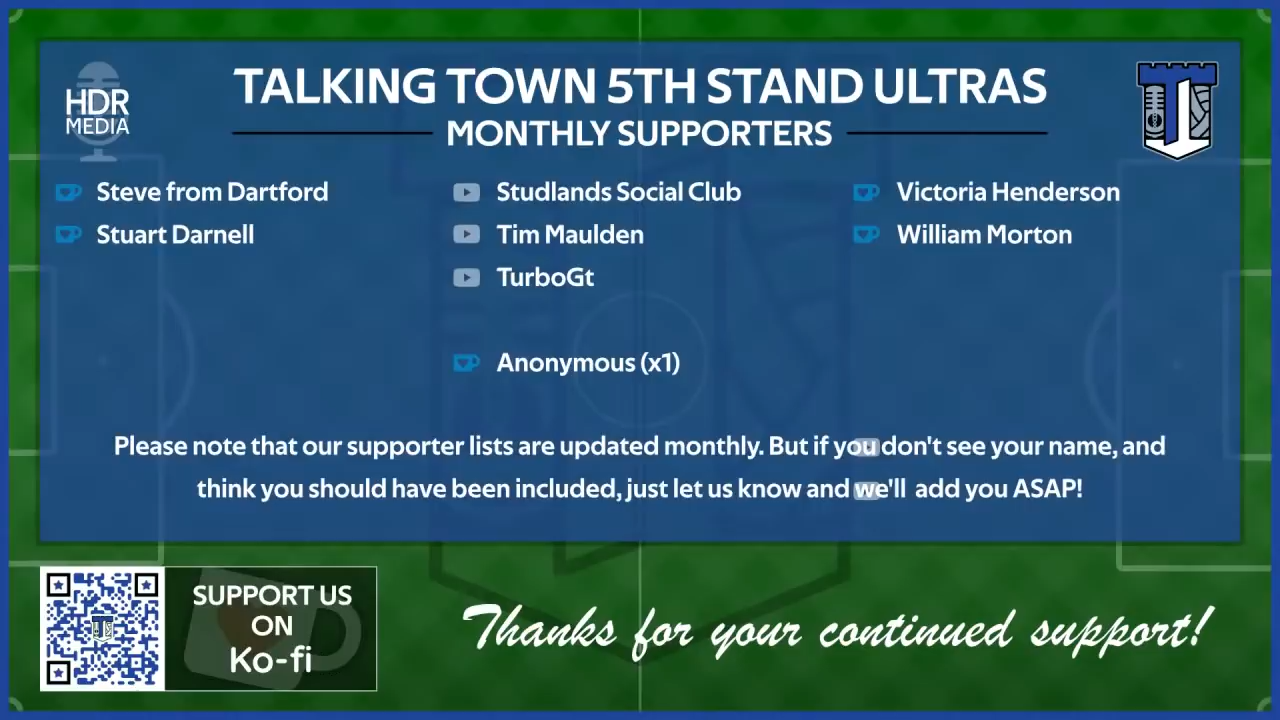 HDR
MEDIA
TALKING TOWN 5TH STAND ULTRAS
MONTHLY SUPPORTERS
Steve from Dartford
Stuart Darnell
Studlands Social Club
Tim Maulden
TurboGt
Anonymous (x1)
Victoria Henderson
William Morton
Please note that our supporter lists are updated monthly. But if you don't see your name, and
think you should have been included, just let us know and we'll add you ASAP!
SUPPORT US
ON
Ko-fi
Thanks for your continued support!